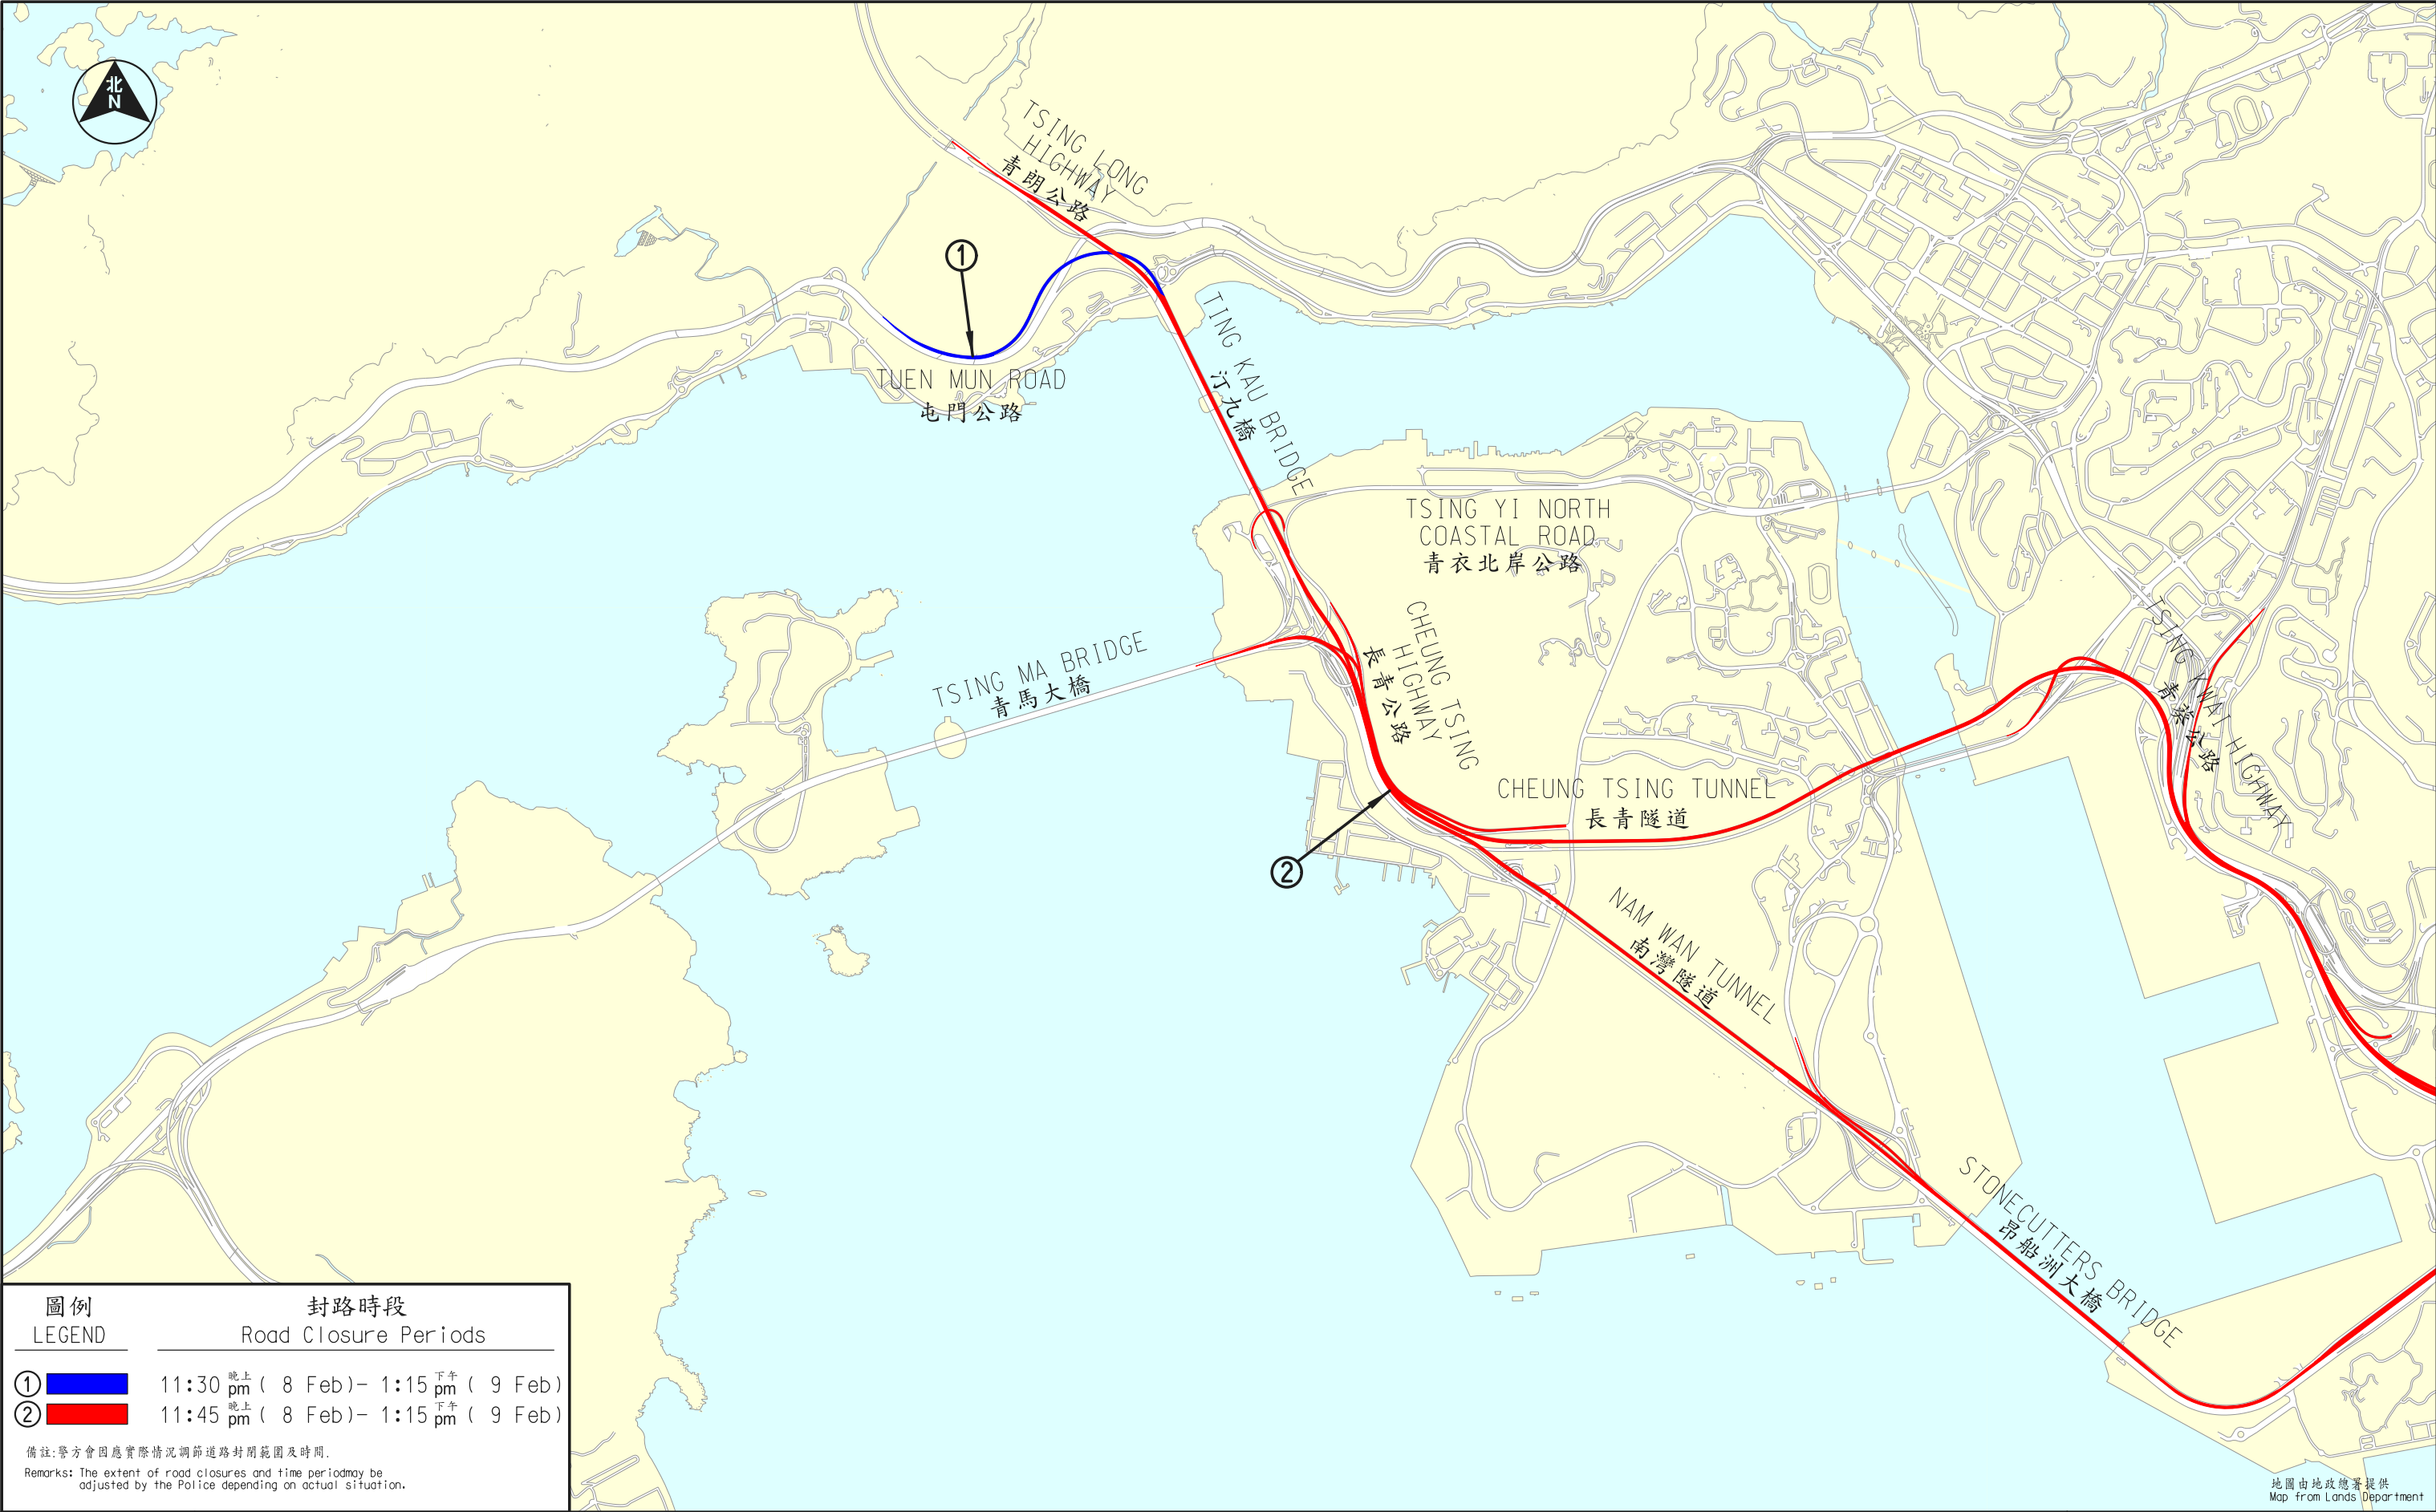 北
N
TSING LONG
HIGHWAY
青朗公路
1
TUEN MUN ROAD
屯門公路
TING KAU BRIDGE
汀九橋
TSING YI NORTH
COASTAL ROAD
青衣北岸公路
TSING MA BRIDGE
青馬大橋
CHEUNG TSING
HIGHWAY
長青公路
TSING KWAI HIGHWAY
青葵公路
CHEUNG TSING TUNNEL
長青隧道
2
NAM WAN TUNNEL
南灣隧道
STONECUTTERS BRIDGE
昂船洲大橋
圖例 封路時段
LEGEND Road Closure Periods
1 11:30 晚上 pm ( 8 Feb)- 1:15 下午 pm ( 9 Feb)
2 11:45 晚上 pm ( 8 Feb)- 1:15 下午 pm ( 9 Feb)
備註:警方會因應實際情況調節道路封閉範圍及時間.
Remarks: The extent of road closures and time periodmay be
adjusted by the Police depending on actual situation.
地圖由地政總署提供
Map from Lands Department